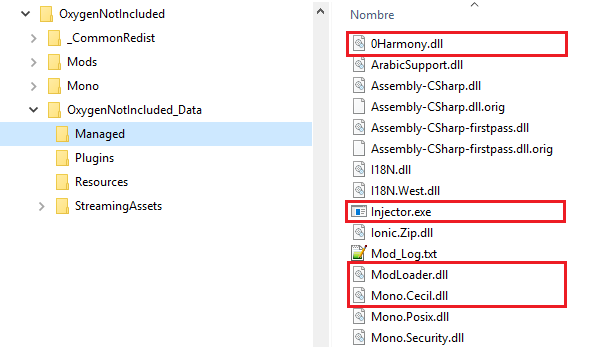 OxygenNotIncluded
_CommonRedist
Mods
Mono
OxygenNotIncluded_Data
Managed
Plugins
Resources
StreamingAssets
Nombre
0Harmony.dll
ArabicSupport.dll
Assembly-CSharp.dll
Assembly-CSharp.dll.orig
Assembly-CSharp-firstpass.dll
Assembly-CSharp-firstpass.dll.orig
I18N.dll
I18N.West.dll
Injector.exe
Ionic.Zip.dll
Mod_Log.txt
ModLoader.dll
Mono.Cecil.dll
Mono.Posix.dll
Mono.Security.dll